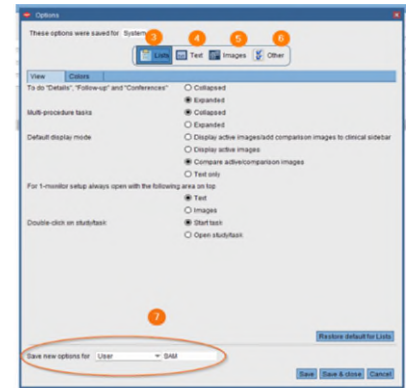 Options
These options were saved for System
3 4 5 6
Lists Text Images Other
View Colors
To do "Details", "Follow-up" and "Conferences" Collapsed
Expanded
Multi-procedure tasks Collapsed
Expanded
Default display mode Display active images/add comparison images to clinical sidebar
Display active images
Compare active/comparison images
Text only
For 1-monitor setup always open with the following area on top
Text
Images
Double-click on study/task Start task
Open study/task
7
Restore default for Lists
Save new options for User SAM
Save Save & close Cancel